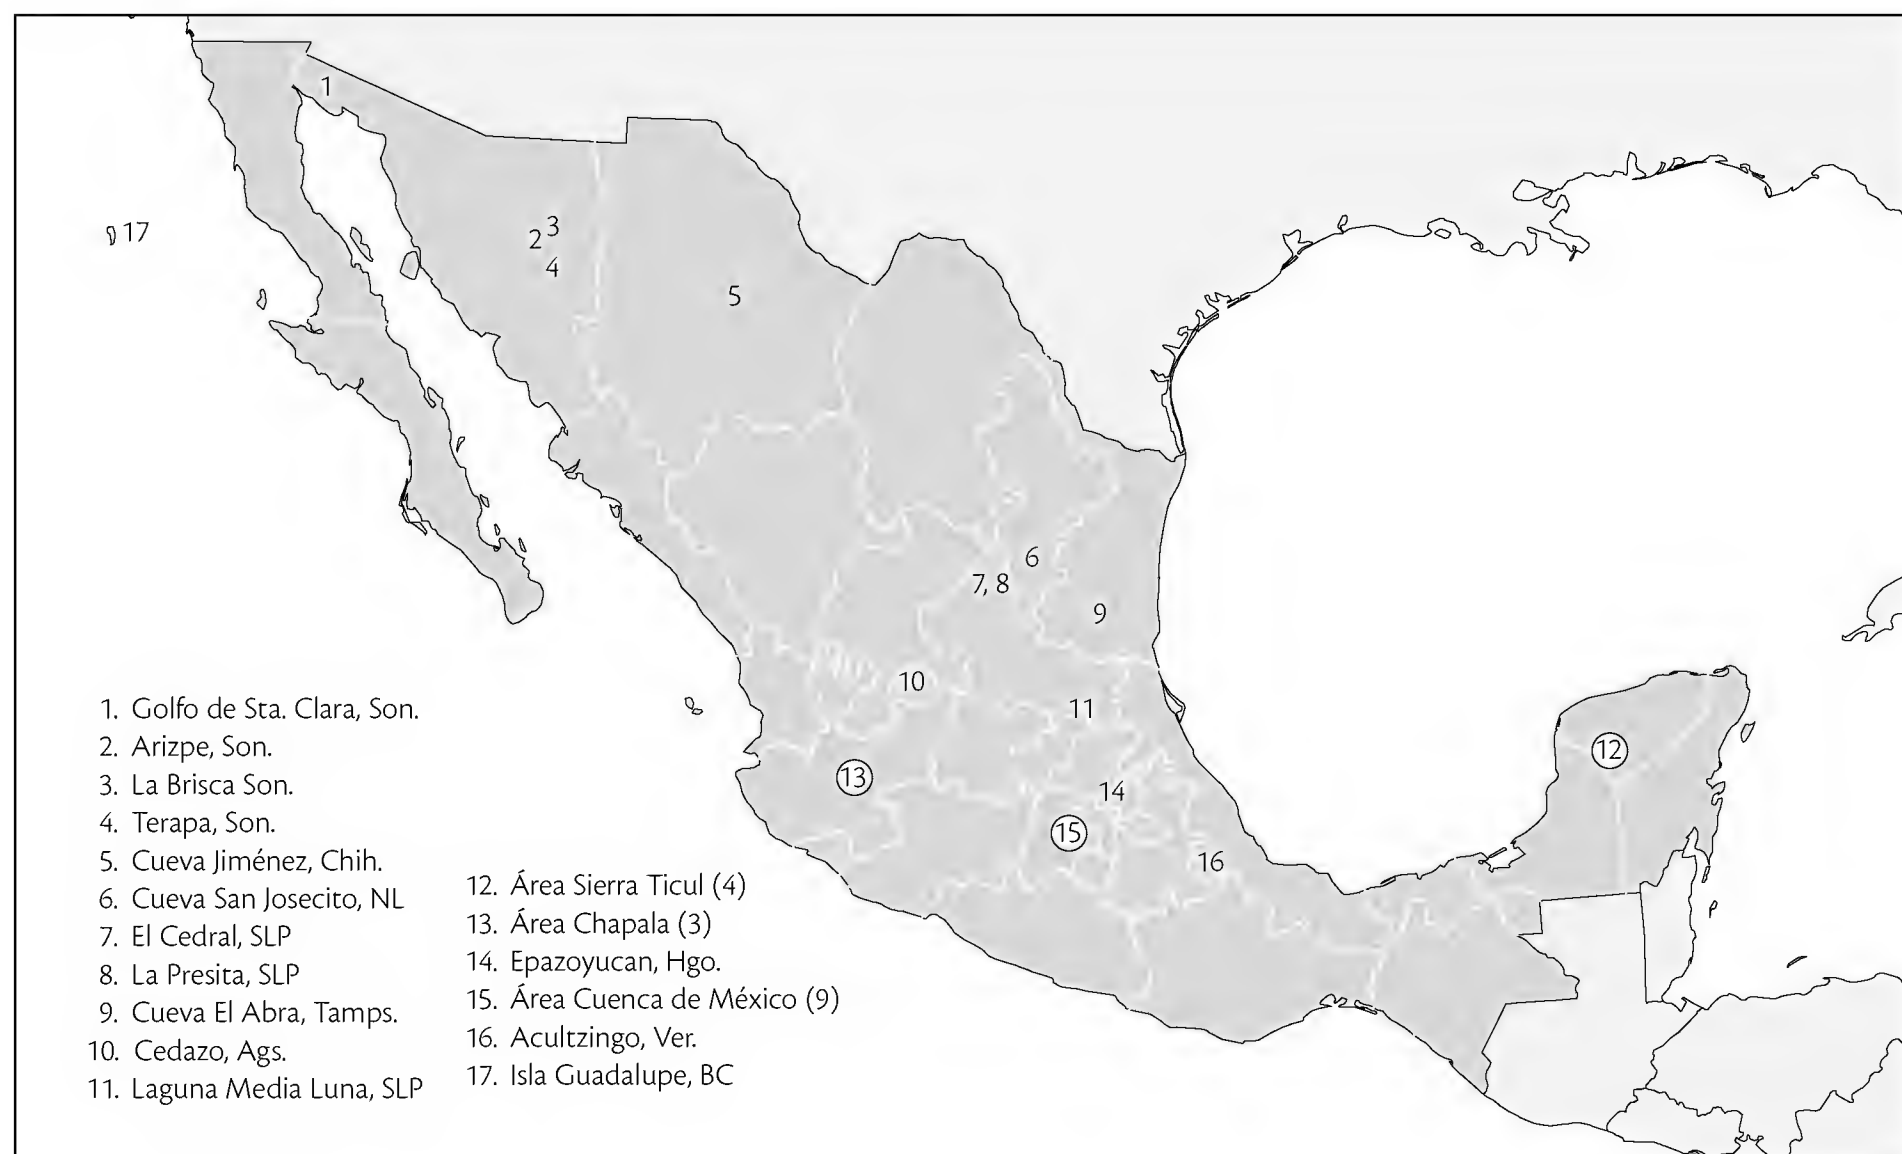 1
17
3
2
4
5
6
7, 8
9
10
11
12
13
14
15
16
1. Golfo de Sta. Clara, Son.
2. Arizpe, Son.
3. La Brisca Son.
4. Terapa, Son.
5. Cueva Jiménez, Chih.
6. Cueva San Josecito, NL
7. El Cedral, SLP
8. La Presita, SLP
9. Cueva El Abra, Tamps.
10. Cedazo, Ags.
11. Laguna Media Luna, SLP
12. Área Sierra Ticul (4)
13. Área Chapala (3)
14. Epazoyucan, Hgo.
15. Área Cuenca de México (9)
16. Acultzingo, Ver.
17. Isla Guadalupe, BC